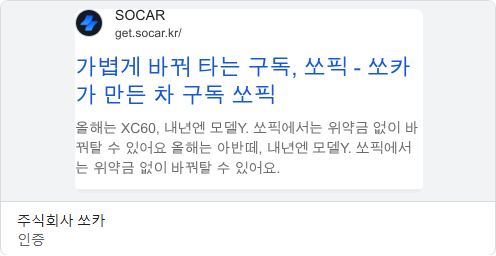 SOCAR
get.socar.kr/
가볍게 바꿔 타는 구독, 쏘픽 - 쏘카
가 만든 차 구독 쏘픽
올해는 XC60, 내년엔 모델Y. 쏘픽에서는 위약금 없이 바
꿔탈 수 있어요 올해는 아반떼, 내년엔 모델Y. 쏘픽에서
는 위약금 없이 바꿔탈 수 있어요.
주식회사 쏘카
인증